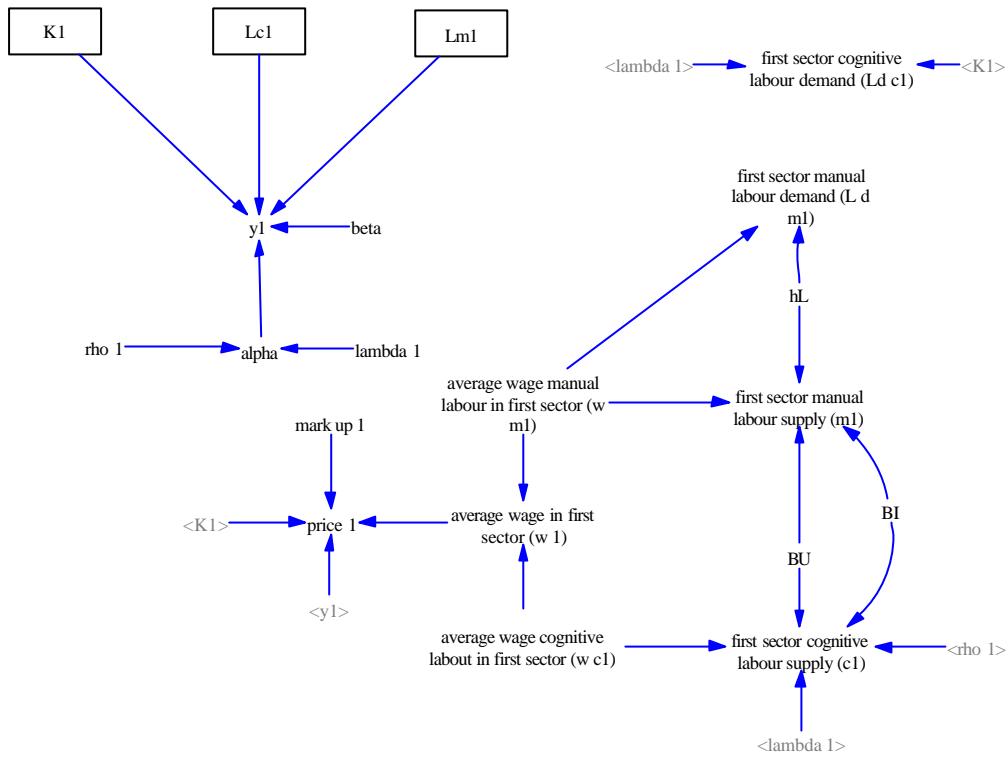 K1
Lc1
Lm1
<lambda 1>
first sector cognitive
labour demand (Ld c1)
<K1>
first sector manual
labour demand (L d
m1)
y1
beta
hL
rho 1
alpha
lambda 1
average wage manual
labour in first sector (w
m1)
first sector manual
labour supply (m1)
mark up 1
<K1>
price 1
average wage in first
sector (w 1)
BI
BU
<y1>
average wage cognitive
labout in first sector (w c1)
first sector cognitive
labour supply (c1)
<rho 1>
<lambda 1>